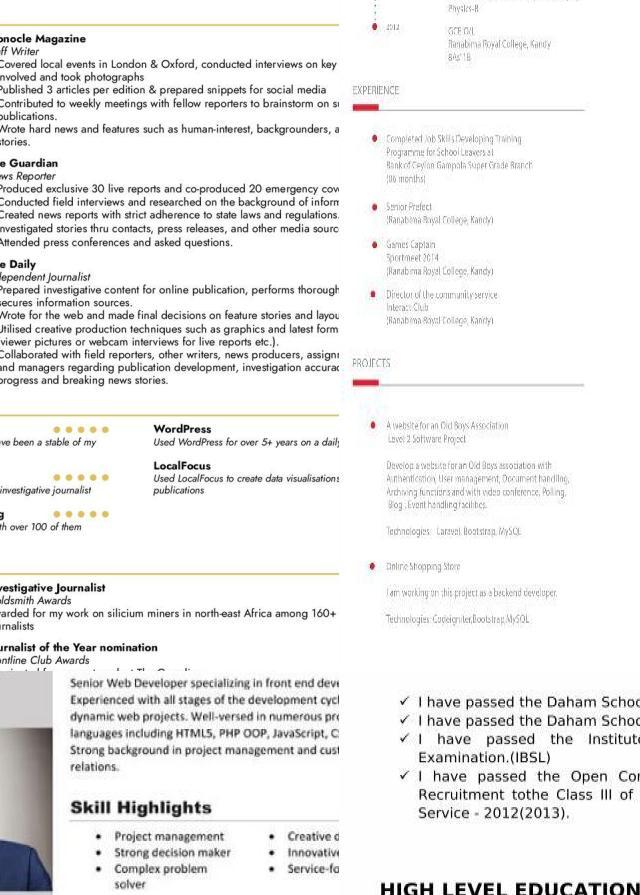 onocle Magazine
ff Writer
Covered local events in London & Oxford, conducted interviews on key
nvolved and took photographs
Published 3 articles per edition & prepared snippets for social media
Contributed to weekly meetings with fellow reporters to brainstorm on su
publications.
Wrote hard news and features such as human-interest, backgrounders, a
stories.
e Guardian
ews Reporter
Produced exclusive 30 live reports and co-produced 20 emergency cov
Conducted field interviews and researched on the background of inform
Created news reports with strict adherence to state laws and regulations.
nvestigated stories thru contacts, press releases, and other media sourc
Attended press conferences and asked questions.
e Daily
dependent Journalist
Prepared investigative content for online publication, performs thorough
secures information sources.
Wrote for the web and made final decisions on feature stories and layou
Utilised creative production techniques such as graphics and latest form
viewer pictures or webcam interviews for live reports etc.).
Collaborated with field reporters, other writers, news producers, assignr
and managers regarding publication development, investigation accurac
progress and breaking news stories.
ve been a stable of my
investigative journalist
g
th over 100 of them
WordPress
Used WordPress for over 5+ years on a daily
LocalFocus
Used LocalFocus to create data visualisations
publications
vestigative Journalist
oldsmith Awards
varded for my work on silicium miners in north-east Africa among 160+
urnalists
urnalist of the Year nomination
ontline Club Awards
Physics-B
2012
GCE O/L
Ranabima Royal College, Kandy
8As' 1B
EXPERIENCE
Completed Job Skills Developing Training
Programme for School Leavers at
Bank of Ceylon Gampola Super Grade Branch
(06 months)
Senior Prefect
(Ranabima Royal College, Kandy)
Games Captain
Sportmeet 2014
(Ranabima Royal College, Kandy)
Director of the community service
Interact Club
(Ranabima Royal College, Kandy)
PROJECTS
A website for an Old Boys Association
Level 2 Software Project
Develop a website for an Old Boys association with
Authentication, User management, Document handling,
Archiving functions and with video conference, Polling,
Blog , Event handling facilities.
Technologies: Laravel, Bootstrap, MySQL
Online Shopping Store
I am working on this project as a backend developer.
Technologies: Codeigniter,Bootstrap,MySQL
Senior Web Developer specializing in front end deve
Experienced with all stages of the development cycl
dynamic web projects. Well-versed in numerous pro
languages including HTML5, PHP OOP, JavaScript, C
Strong background in project management and cust
relations.
Skill Highlights
Project management
Strong decision maker
Complex problem
solver
Creative d
Innovative
Service-fo
✓ I have passed the Daham Schoo
✓ I have passed the Daham Schoo
✓ I have passed the Institute
Examination.(IBSL)
✓ I have passed the Open Con
Recruitment tothe Class III of
Service - 2012(2013).
HIGH LEVEL EDUCATION